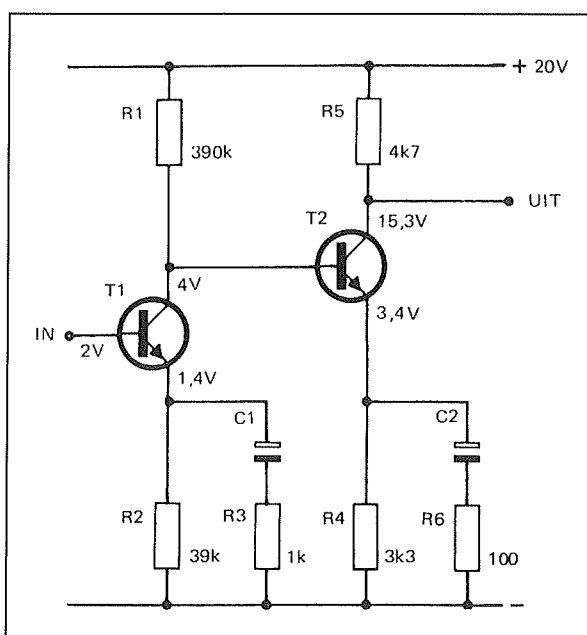 + 20V
R1
390k
R5
4k7
UIT
T2
15,3V
4V
T1
IN
2V
3,4V
1,4V
C1
C2
R2
39k
R3
1k
R4
3k3
R6
100
–